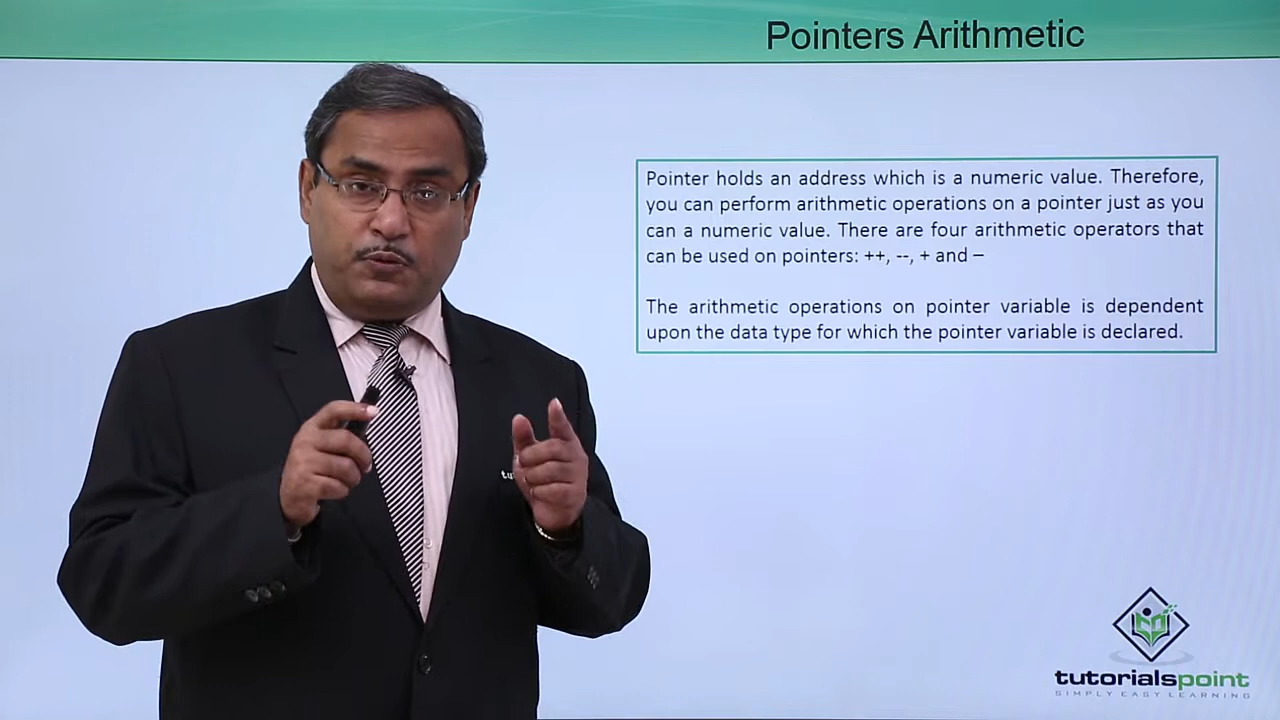 Pointers Arithmetic
Pointer holds an address which is a numeric value. Therefore,
you can perform arithmetic operations on a pointer just as you
can a numeric value. There are four arithmetic operators that
can be used on pointers: ++, --, + and –
The arithmetic operations on pointer variable is dependent
upon the data type for which the pointer variable is declared.
tu
tutorialspoint
SIMPLY EASY LEARNING